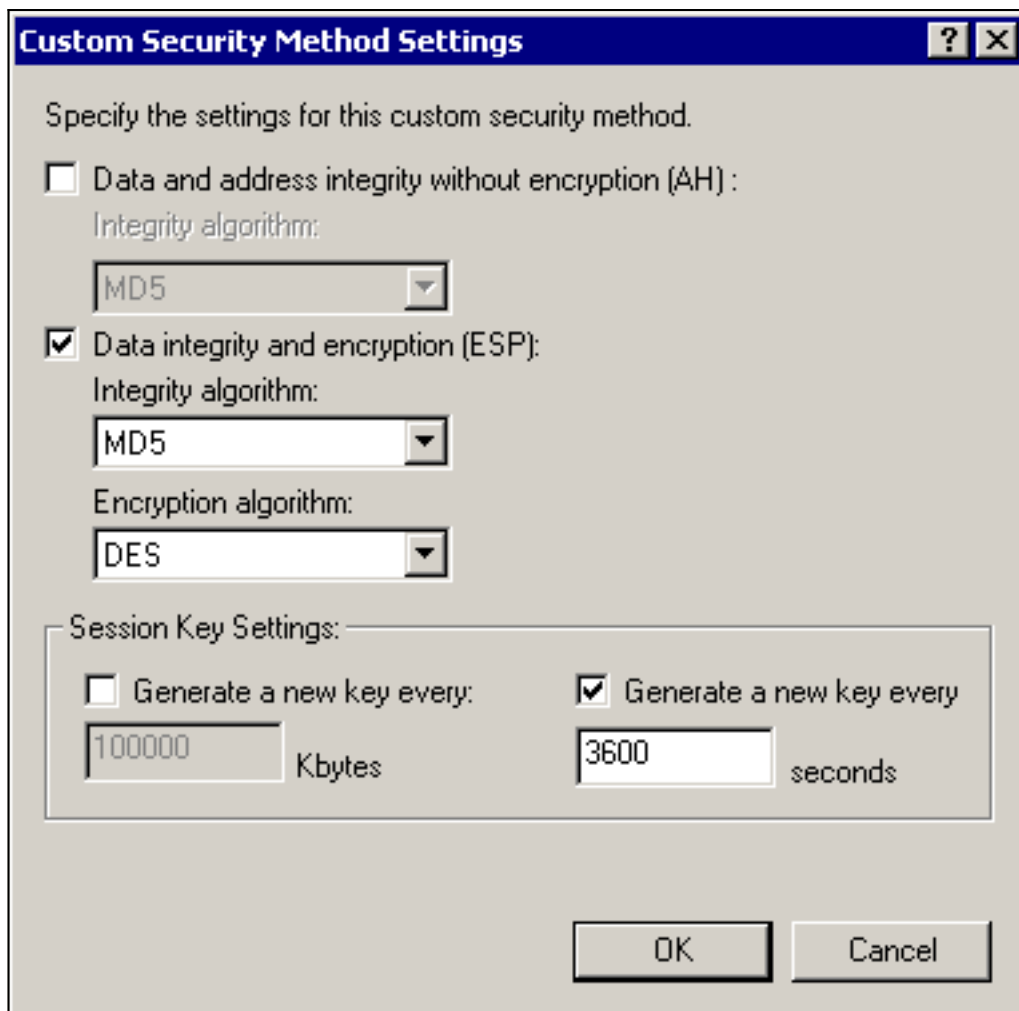 Custom Security Method Settings
Specify the settings for this custom security method.
Data and address integrity without encryption (AH) :
Integrity algorithm:
MD5
Data integrity and encryption (ESP):
Integrity algorithm:
MD5
Encryption algorithm:
DES
Session Key Settings:
Generate a new key every: Generate a new key every
100000 Kbytes 3600 seconds
OK Cancel